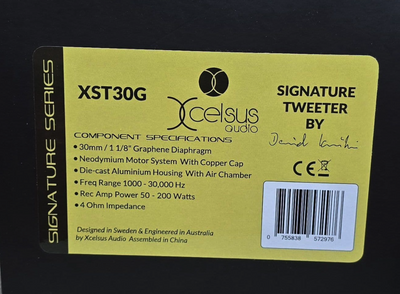 SIGNATURE SERIES
XST30G
Xcelsus
audio
SIGNATURE
TWEETER
BY
COMPONENT SPECIFICATIONS
• 30mm / 1 1/8" Graphene Diaphragm
• Neodymium Motor System With Copper Cap
• Die-cast Aluminium Housing With Air Chamber
• Freq Range 1000 - 30,000 Hz
• Rec Amp Power 50 - 200 Watts
• 4 Ohm Impedance
Designed in Sweden & Engineered in Australia
by Xcelsus Audio Assembled in China
CE
0 755838 572976